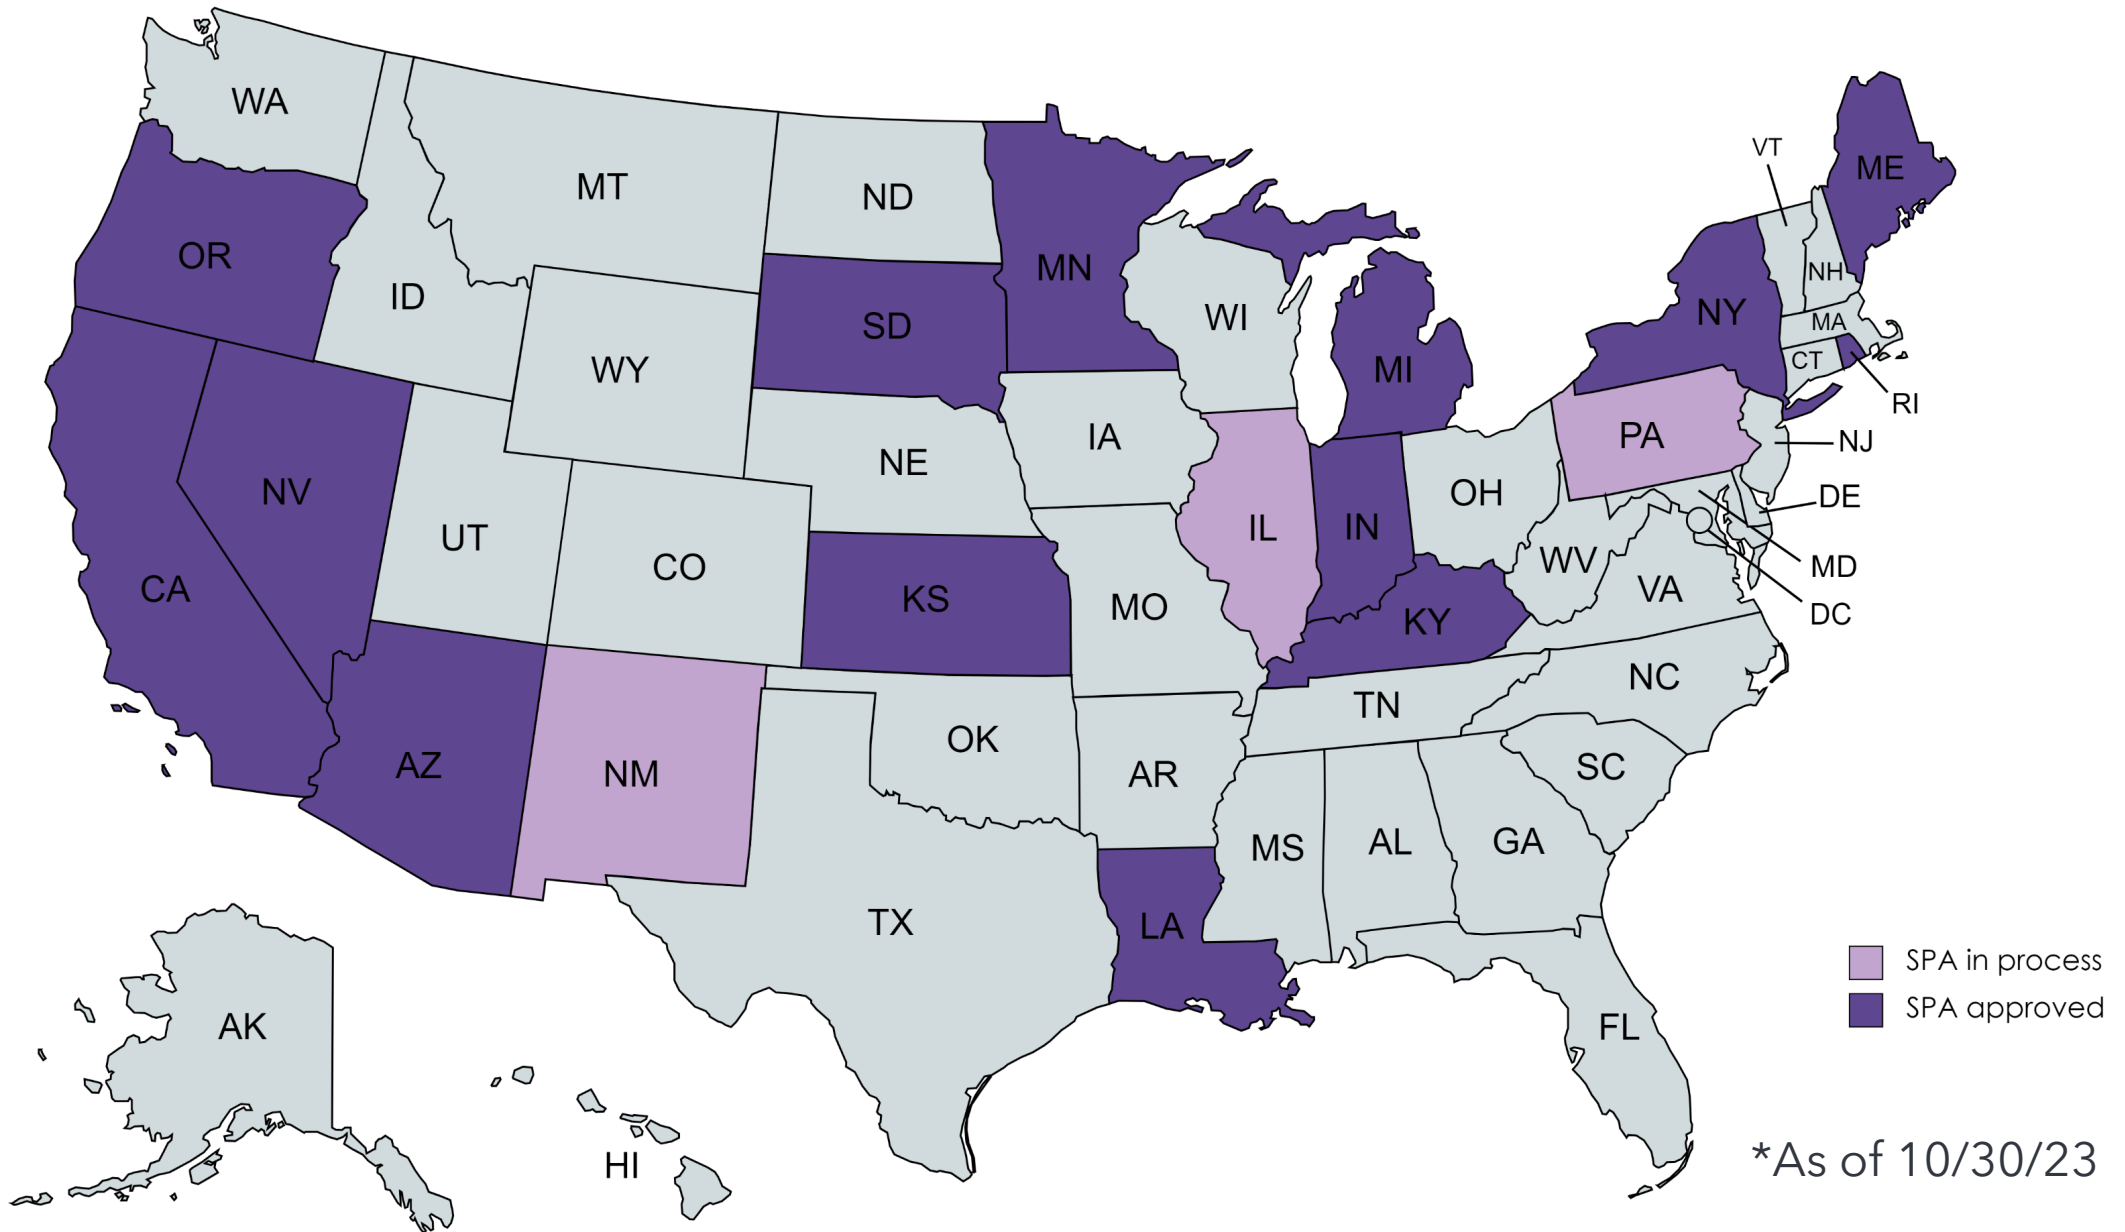 WA
MT
ND
MN
ME
VT
OR
ID
SD
WI
NH
NY
MA
WY
MI
CT
RI
IA
PA
NJ
NE
NV
OH
DE
UT
IL
IN
CO
WV
MD
CA
KS
MO
VA
DC
KY
NC
TN
OK
AZ
NM
AR
SC
MS
AL
GA
TX
LA
SPA in process
SPA approved
AK
FL
HI
*As of 10/30/23